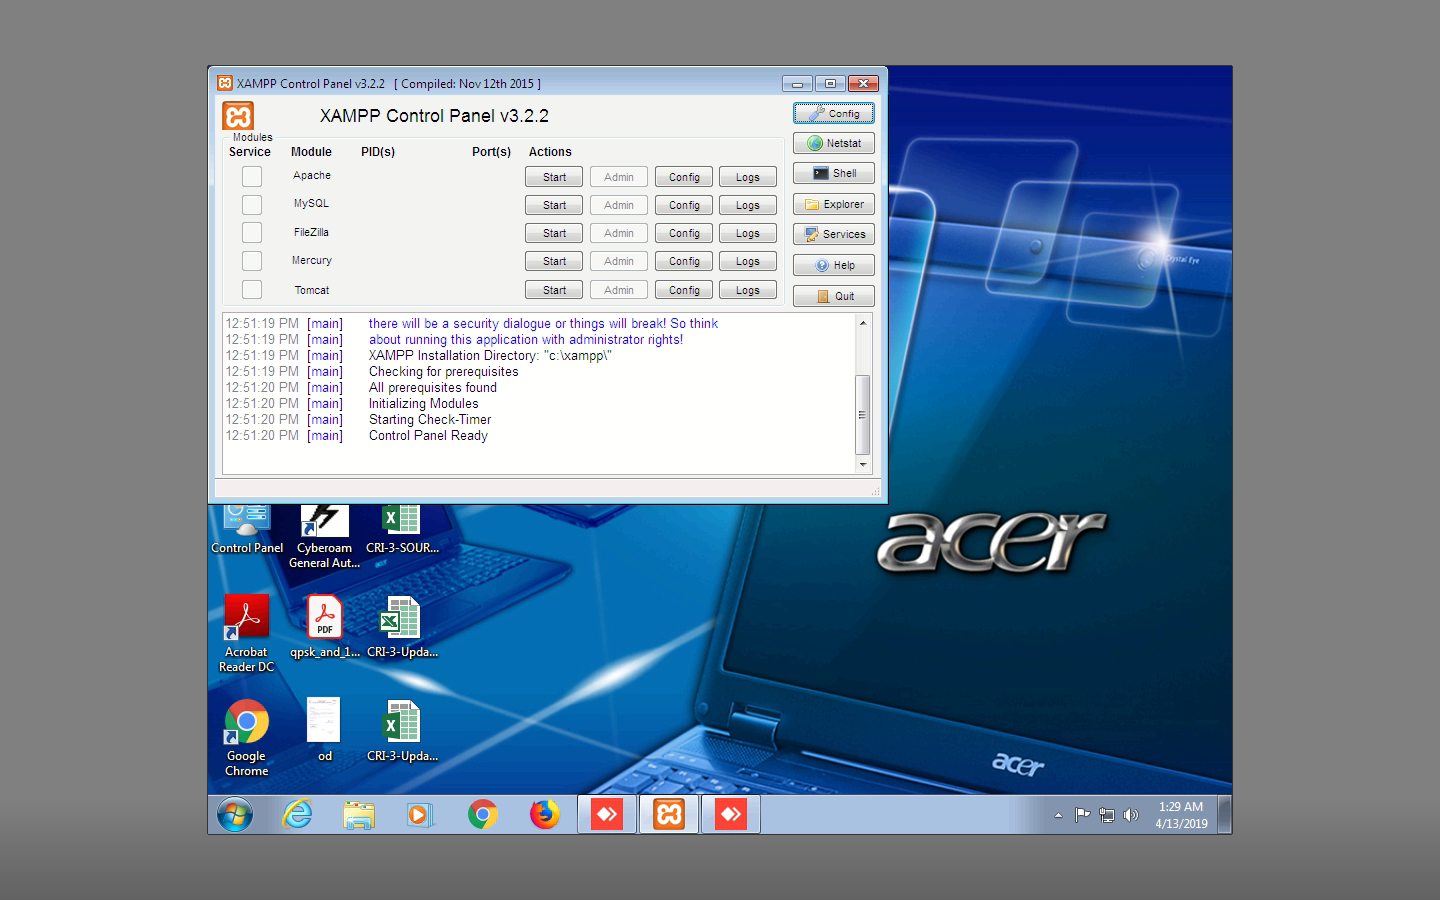 XAMPP Control Panel v3.2.2 [ Compiled: Nov 12th 2015 ]
XAMPP Control Panel v3.2.2
Config
Modules
Service Module PID(s) Port(s) Actions
Netstat
Apache Start Admin Config Logs
Shell
MySQL Start Admin Config Logs
Explorer
FileZilla Start Admin Config Logs
Services
Mercury Start Admin Config Logs
Help
Tomcat Start Admin Config Logs
Quit
12:51:19 PM [main] there will be a security dialogue or things will break! So think
12:51:19 PM [main] about running this application with administrator rights!
12:51:19 PM [main] XAMPP Installation Directory: "c:\xampp\"
12:51:19 PM [main] Checking for prerequisites
12:51:20 PM [main] All prerequisites found
12:51:20 PM [main] Initializing Modules
12:51:20 PM [main] Starting Check-Timer
12:51:20 PM [main] Control Panel Ready
Crystal Eye
acer
Control Panel
Cyberoam
General Aut...
CRI-3-SOUR...
PDF
Acrobat
Reader DC
qpsk_and_1...
CRI-3-Upda...
Google
Chrome
od
CRI-3-Upda...
acer
1:29 AM
4/13/2019